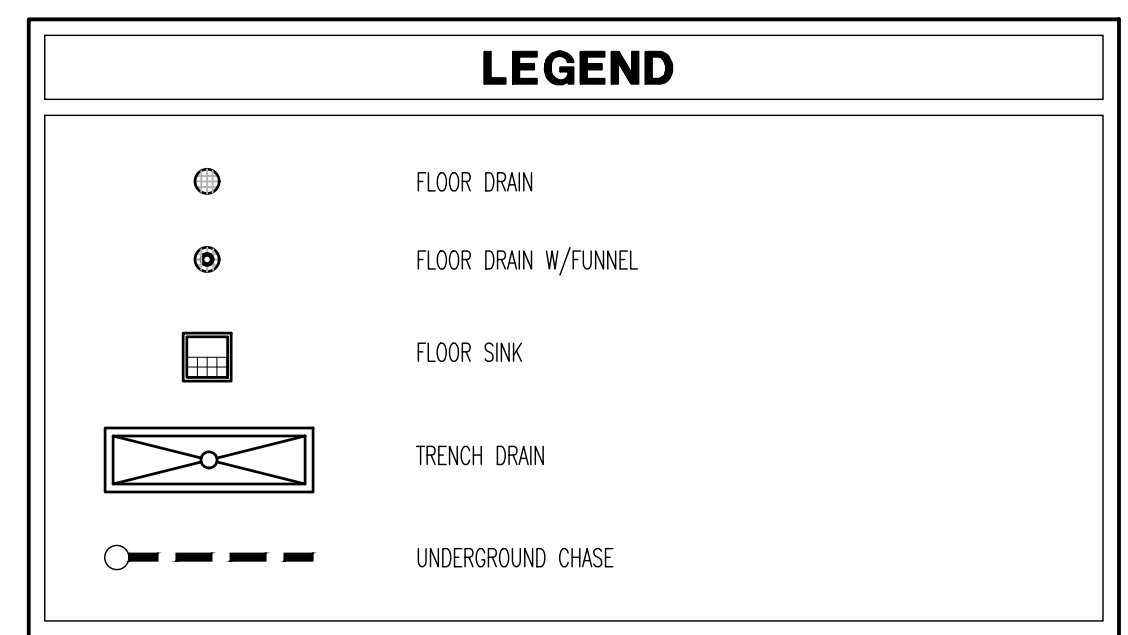 LEGEND
FLOOR DRAIN
FLOOR DRAIN W/FUNNEL
FLOOR SINK
TRENCH DRAIN
UNDERGROUND CHASE